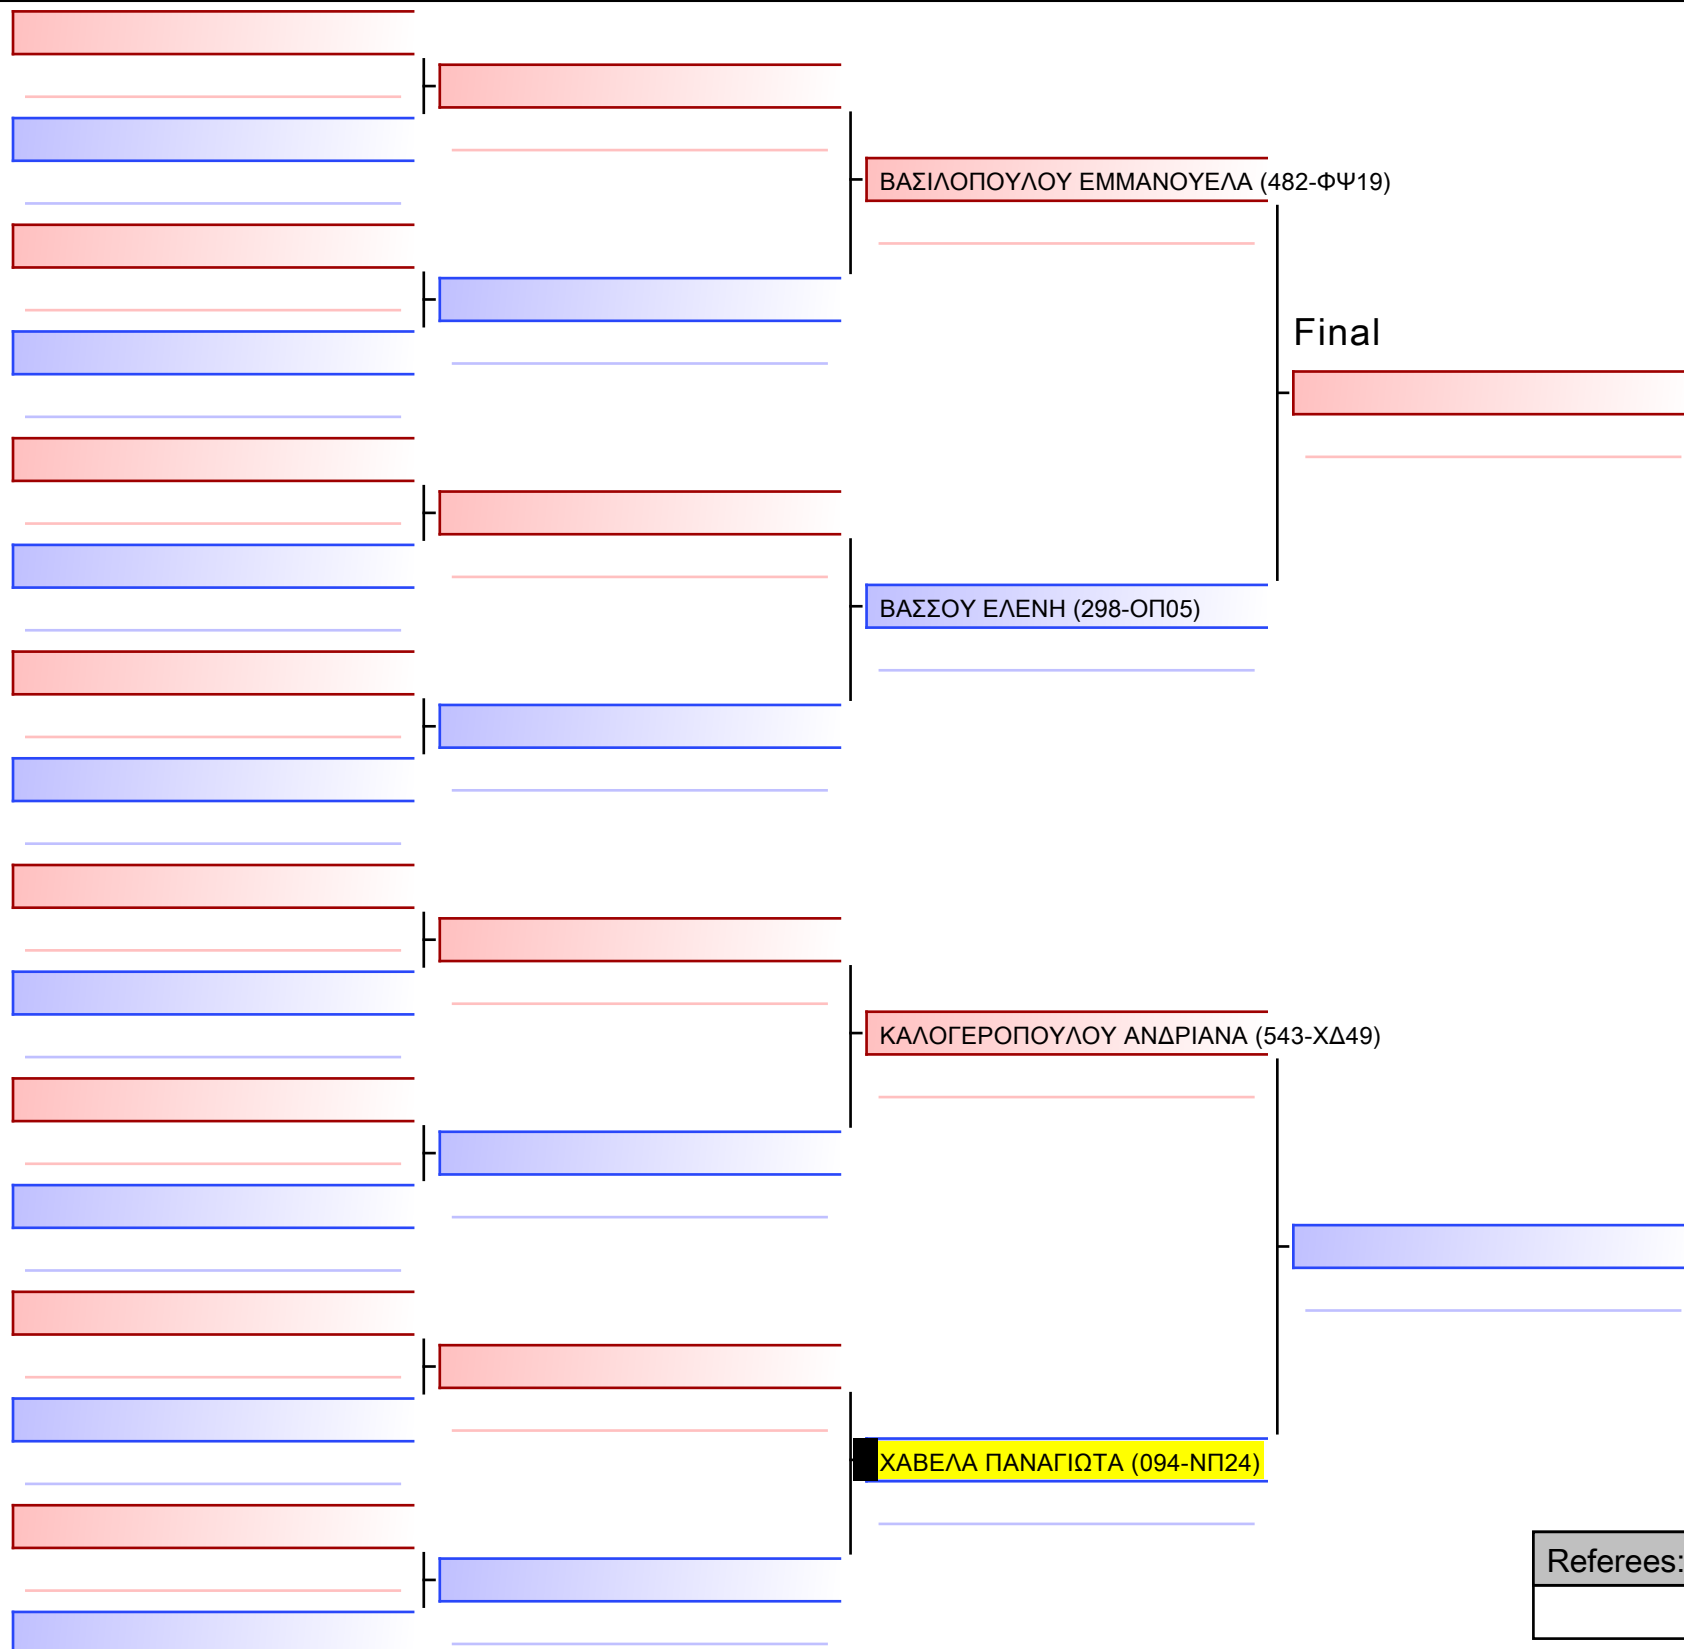 ΒΑΣΙΛΟΠΟΥΛΟΥ ΕΜΜΑΝΟΥΕΛΑ (482-ΦΨ19)
Final
ΒΑΣΣΟΥ ΕΛΕΝΗ (298-ΟΠ05)
ΚΑΛΟΓΕΡΟΠΟΥΛΟΥ ΑΝΔΡΙΑΝΑ (543-ΧΔ49)
ΧΑΒΕΛΑ ΠΑΝΑΓΙΩΤΑ (094-ΝΠ24)
Referees: